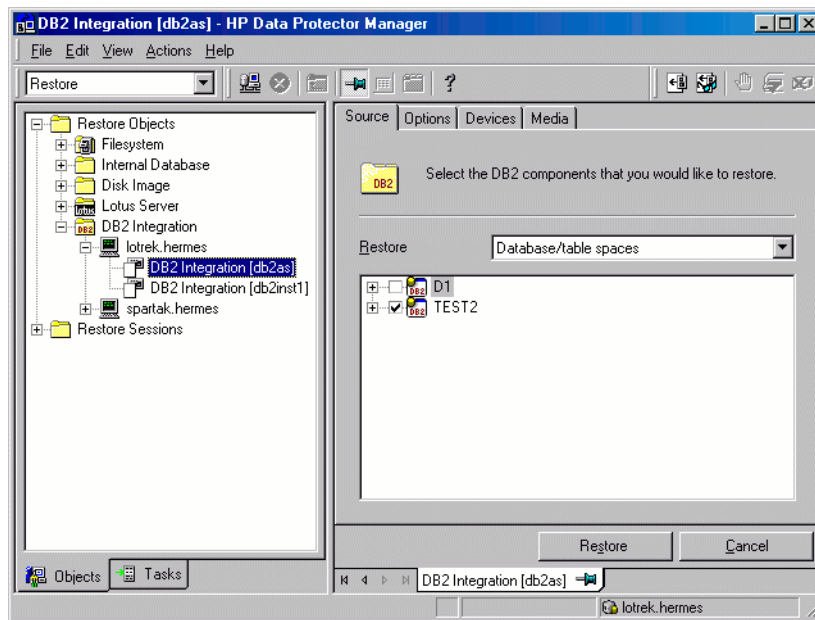 DB2 Integration [db2as] - HP Data Protector Manager
File Edit View Actions Help
Restore
?
Restore Objects
Filesystem
Internal Database
Disk Image
Lotus Server
DB2 Integration
lotrek.hermes
DB2 Integration [db2as]
DB2 Integration [db2inst1]
spartak.hermes
Restore Sessions
Objects Tasks
Source Options Devices Media
DB2 Select the DB2 components that you would like to restore.
Restore Database/table spaces
DB2 D1
DB2 TEST2
Restore Cancel
DB2 Integration [db2as]
lotrek.hermes